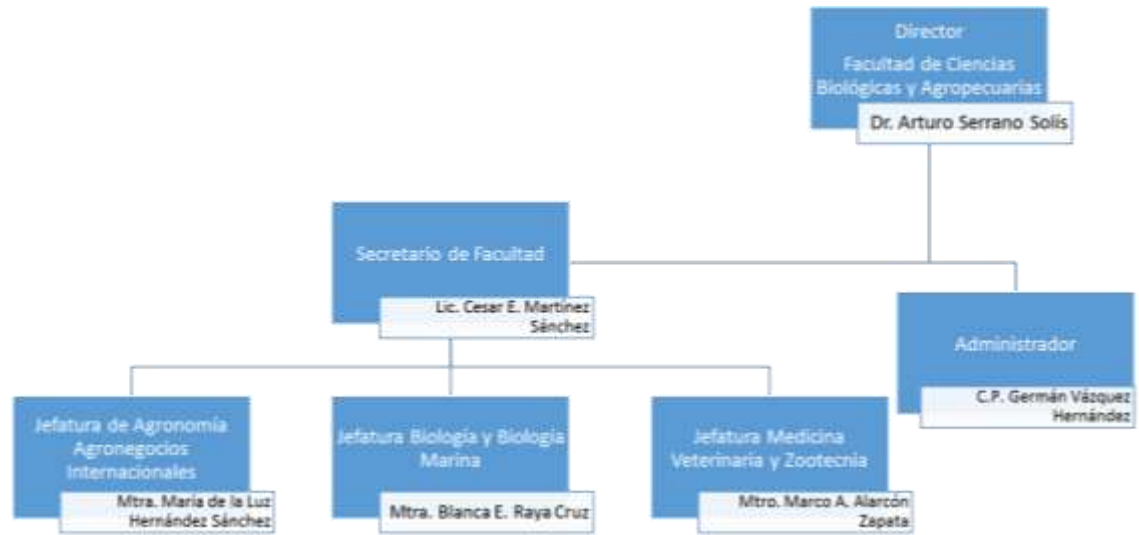 Director
Facultad de Ciencias
Biológicas y Agropecuarias
Dr. Arturo Serrano Solís
Secretario de Facultad
Lic. Cesar E. Martínez
Sánchez
Administrador
C.P. Germán Vázquez
Hernández
Jefatura de Agronomía
Agronegocios
Internacionales
Mtra. María de la Luz
Hernández Sánchez
Jefatura Biología y Biología
Marina
Mtra. Blanca E. Raya Cruz
Jefatura Medicina
Veterinaria y Zootecnia
Mtro. Marco A. Alarcón
Zapata